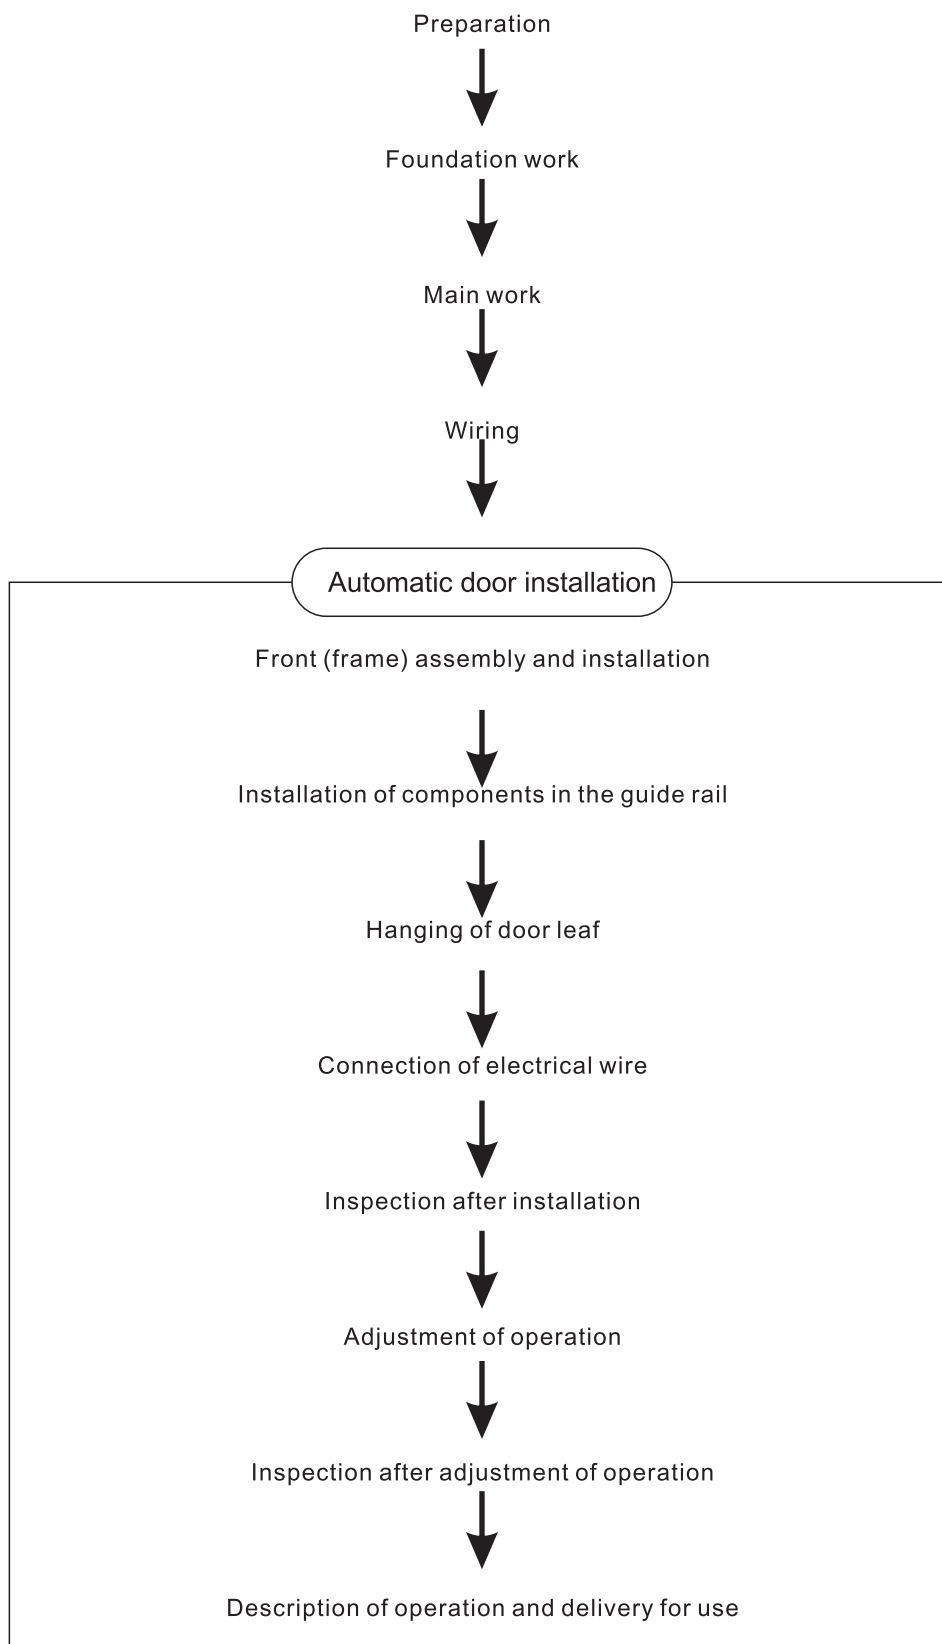 Preparation
Foundation work
Main work
Wiring
Automatic door installation
Front (frame) assembly and installation
Installation of components in the guide rail
Hanging of door leaf
Connection of electrical wire
Inspection after installation
Adjustment of operation
Inspection after adjustment of operation
Description of operation and delivery for use